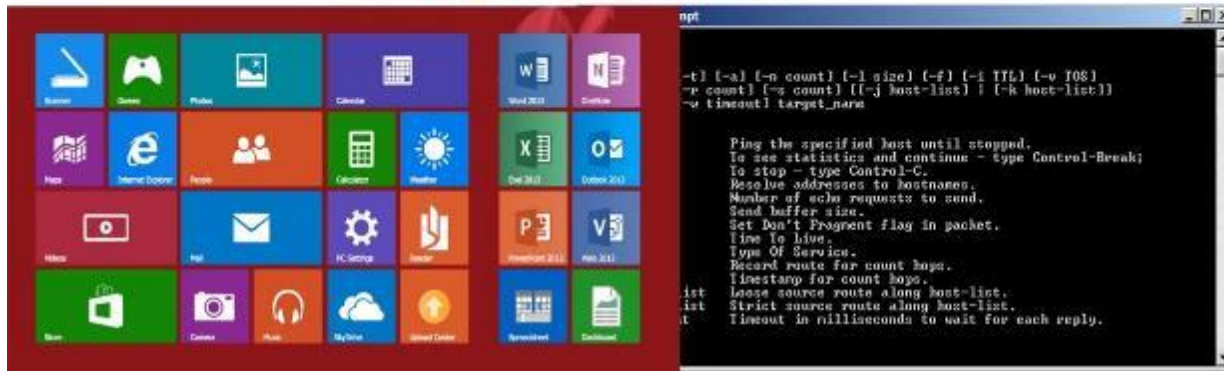 Scanner
Games
Photos
Calendar
Word 2013
OneNote
Maps
Internet Explorer
People
Calculator
Weather
Excel 2013
Outlook 2013
Videos
Mail
PC Settings
Reader
PowerPoint 2013
Visio 2013
Store
Camera
Music
SkyDrive
Upload Center
Spreadsheet
Dashboard
mpt
-t] [-a] [-n count] [-l size] [-f] [-i TTL] [-v TOS]
-r count] [-s count] [[-j host-list] | [-k host-list]]
-w timeout] target_name
Ping the specified host until stopped.
To see statistics and continue - type Control-Break;
To stop - type Control-C.
Resolve addresses to hostnames.
Number of echo requests to send.
Send buffer size.
Set Don't Fragment flag in packet.
Time To Live.
Type Of Service.
Record route for count hops.
Timestamp for count hops.
ist Loose source route along host-list.
ist Strict source route along host-list.
t Timeout in milliseconds to wait for each reply.